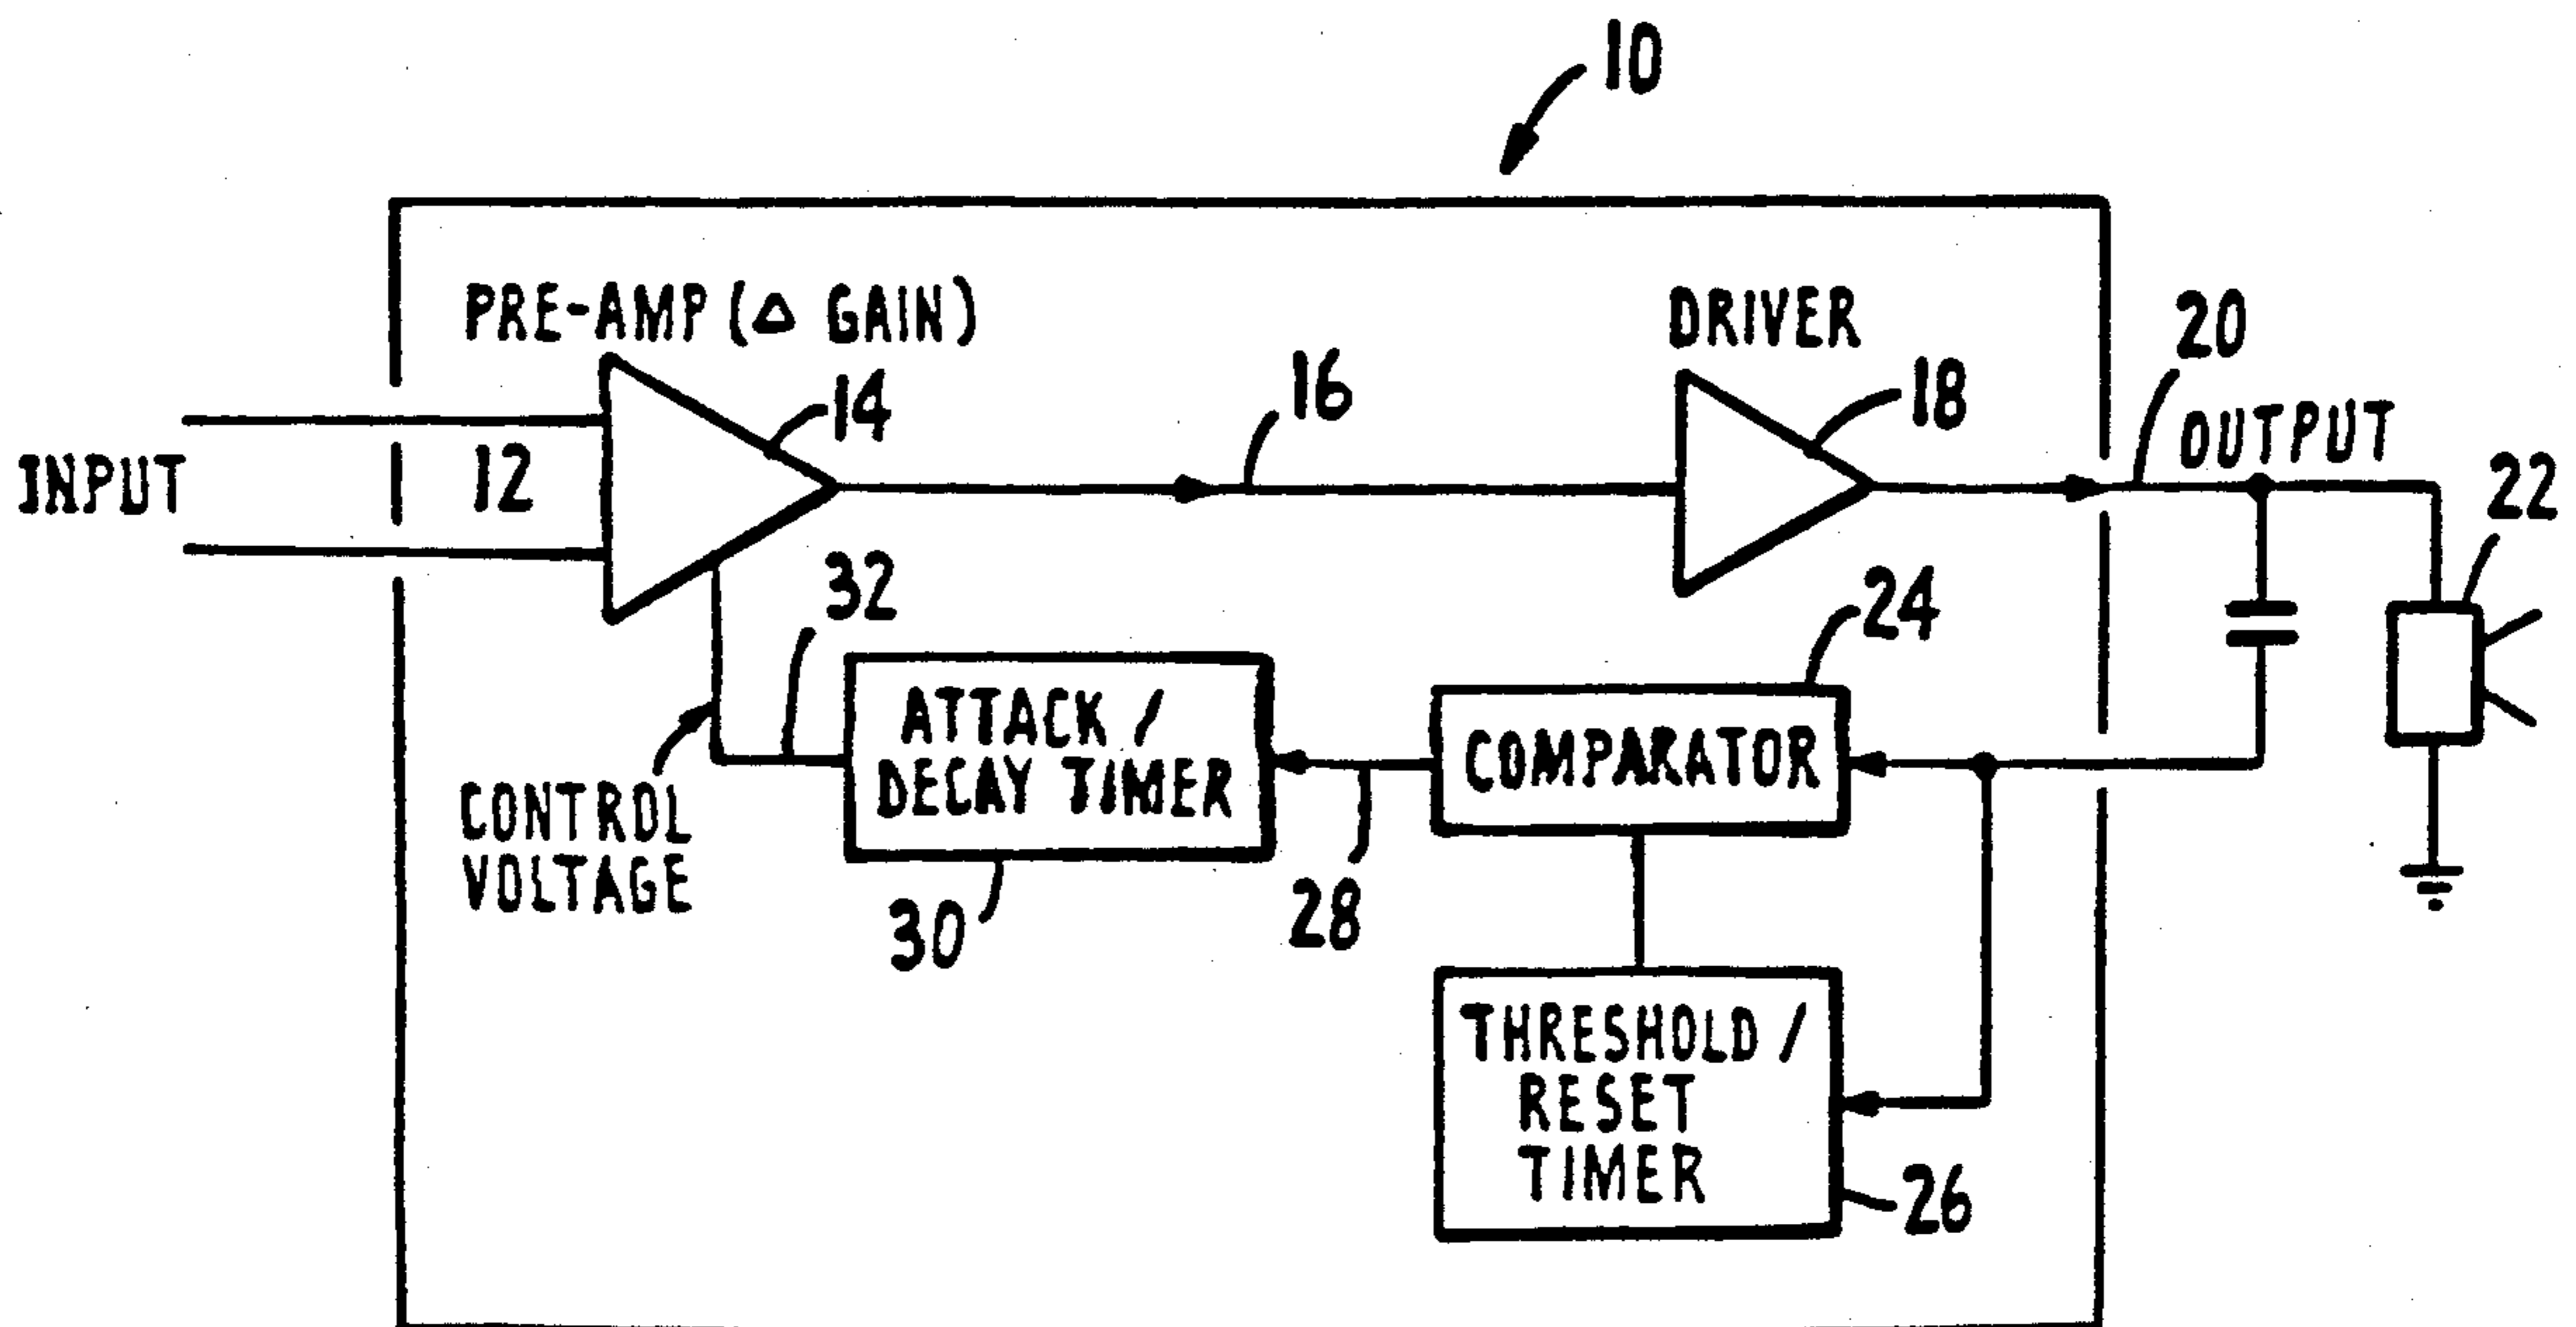 10
PRE-AMP (Δ GAIN)
DRIVER
20
14
16
18
OUTPUT
INPUT
12
22
32
24
ATTACK /
DECAY TIMER
COMPARATOR
CONTROL
VOLTAGE
30
28
THRESHOLD /
RESET
TIMER
26